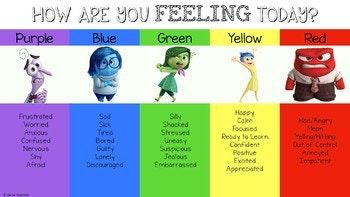 HOW ARE YOU FEELING TODAY?
Purple
Frustrated
Worried
Anxious
Confused
Nervous
Shy
Afraid
Blue
Sad
Sick
Tired
Bored
Guilty
Lonely
Discouraged
Green
Silly
Shocked
Stressed
Uneasy
Suspicious
Jealous
Embarrassed
Yellow
Happy
Calm
Focused
Ready to Learn
Confident
Positive
Excited
Appreciated
Red
Mad/Angry
Mean
Yelling/Hitting
Out of Control
Annoyed
Impatient